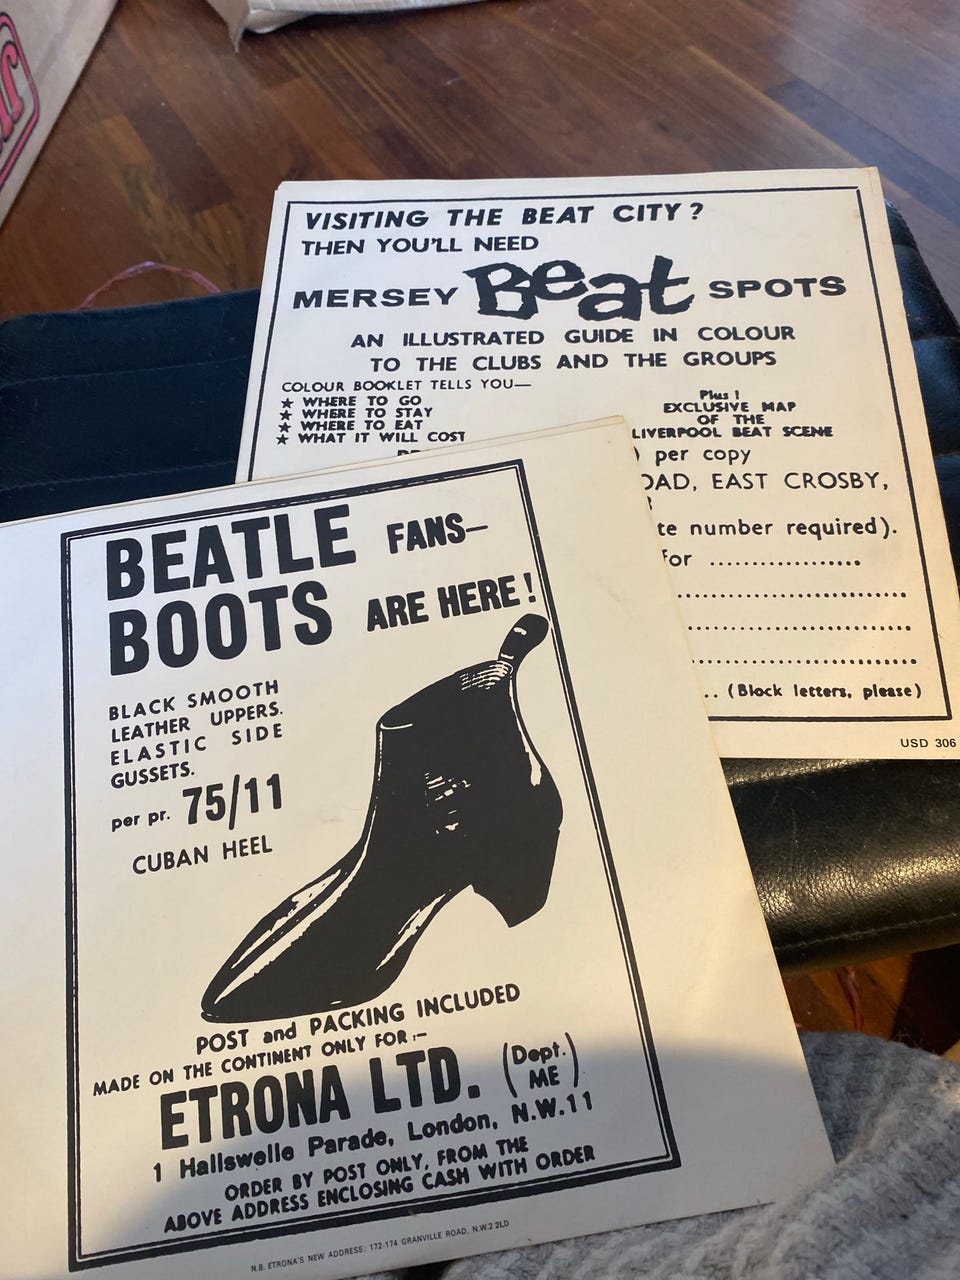 VISITING THE BEAT CITY?
THEN YOU'LL NEED
MERSEY Beat SPOTS
AN ILLUSTRATED GUIDE IN COLOUR
TO THE CLUBS AND THE GROUPS
COLOUR BOOKLET TELLS YOU—
★ WHERE TO GO
★ WHERE TO STAY
★ WHERE TO EAT
★ WHAT IT WILL COST
Plus!
EXCLUSIVE MAP
OF THE
LIVERPOOL BEAT SCENE
) per copy
OAD, EAST CROSBY,
te number required).
for ..................
.. (Block letters, please)
USD 306
BEATLE FANS—
BOOTS ARE HERE!
BLACK SMOOTH
LEATHER UPPERS.
ELASTIC SIDE
GUSSETS.
per pr. 75/11
CUBAN HEEL
POST and PACKING INCLUDED
MADE ON THE CONTINENT ONLY FOR :-
ETRONA LTD. (Dept. ME)
1 Hallswelle Parade, London, N.W.11
ORDER BY POST ONLY, FROM THE
ABOVE ADDRESS ENCLOSING CASH WITH ORDER
N.B. ETRONA'S NEW ADDRESS: 172-174 GRANVILLE ROAD, N.W.2 2LD